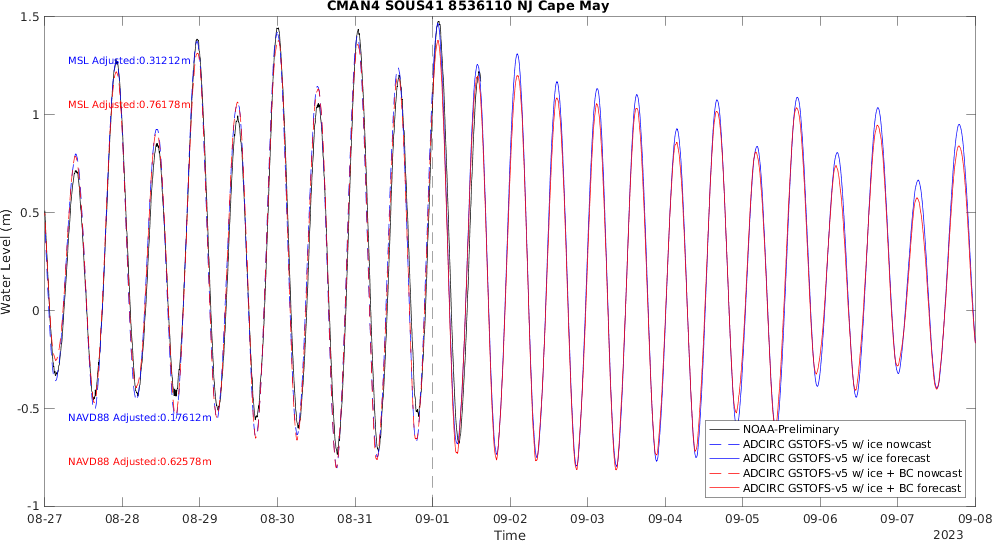 CMAN4 SOUS41 8536110 NJ Cape May
1.5
MSL Adjusted:0.31212m
MSL Adjusted:0.76178m
1
0.5
Water Level (m)
0
-0.5
NAVD88 Adjusted:0.17612m
NAVD88 Adjusted:0.62578m
NOAA-Preliminary
ADCIRC GSTOFS-v5 w/ ice nowcast
ADCIRC GSTOFS-v5 w/ ice forecast
ADCIRC GSTOFS-v5 w/ ice + BC nowcast
ADCIRC GSTOFS-v5 w/ ice + BC forecast
-1
08-27 08-28 08-29 08-30 08-31 09-01 09-02 09-03 09-04 09-05 09-06 09-07 09-08
Time
2023